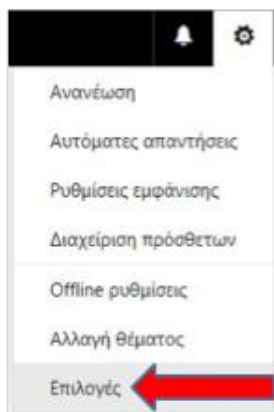 Ανανέωση
Αυτόματες απαντήσεις
Ρυθμίσεις εμφάνισης
Διαχείριση πρόσθετων
Offline ρυθμίσεις
Αλλαγή θέματος
Επιλογές